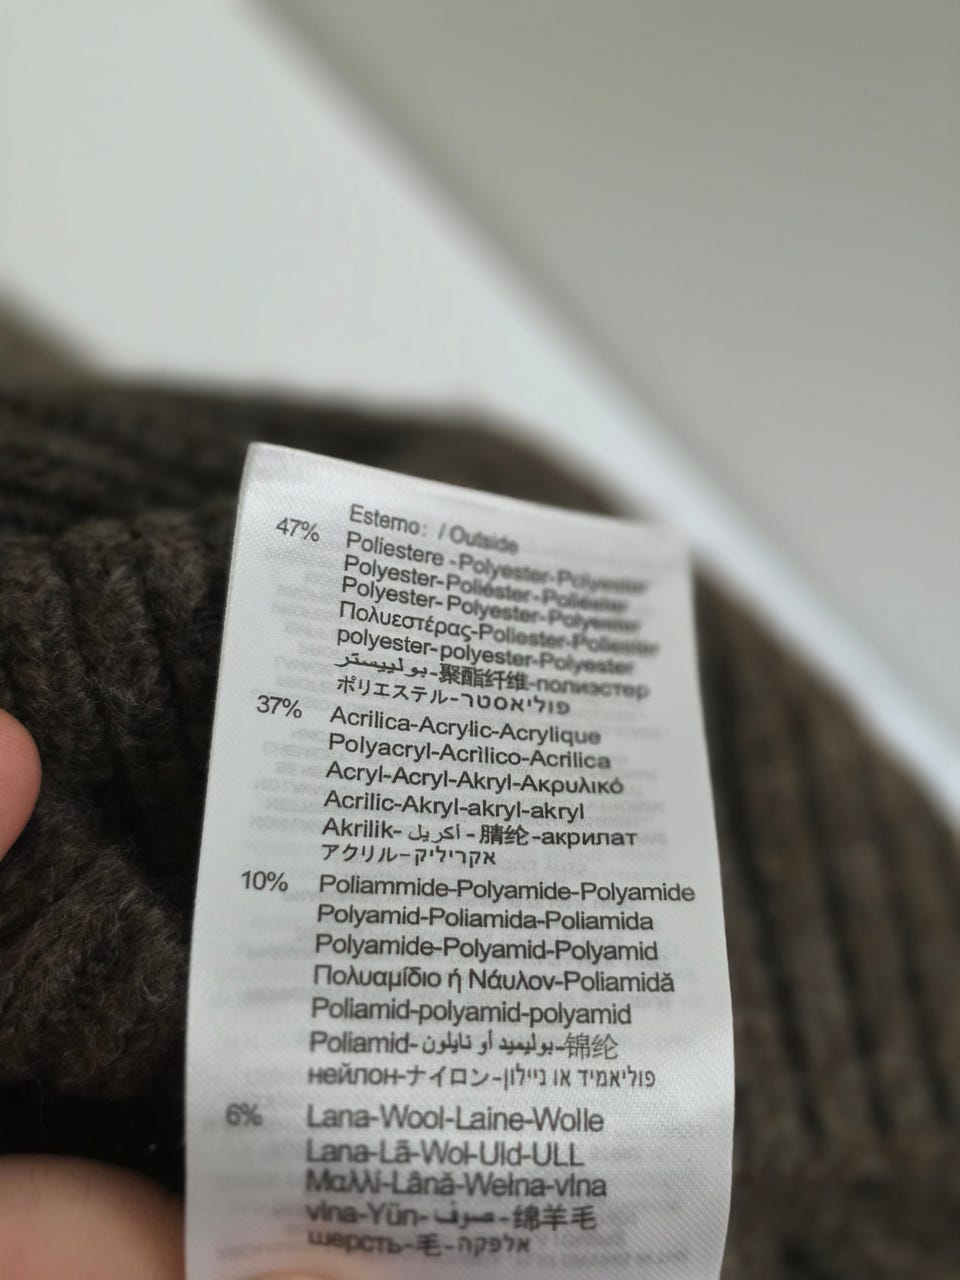 Esterno: / Outside
47% Poliestere -Polyester-Polyester
Polyester-Poliéster-Poliéster
Polyester-Polyester-Polyester
Πολυεστέρας-Poliester-Poliester
polyester-polyester-Polyester
بوليستر-聚酯纤维-полиэстер
ポリエステル-פוליאסטר
37% Acrilica-Acrylic-Acrylique
Polyacryl-Acrìlico-Acrilica
Acryl-Acryl-Akryl-Ακρυλικό
Acrilic-Akryl-akryl-akryl
Akrilik- أكريل -腈纶-акрилат
アクリル-אקריליק
10% Poliammide-Polyamide-Polyamide
Polyamid-Poliamida-Poliamida
Polyamide-Polyamid-Polyamid
Πολυαμίδιο ή Νάυλον-Poliamidă
Poliamid-polyamid-polyamid
Poliamid-بوليميد أو نايلون-锦纶
нейлон-ナイロン-פוליאמיד או ניילון
6% Lana-Wool-Laine-Wolle
Lana-Lã-Wol-Uld-ULL
Μαλλί-Lână-Wełna-vlna
vlna-Yün- صوف -绵羊毛
шерсть-毛-אלפקה